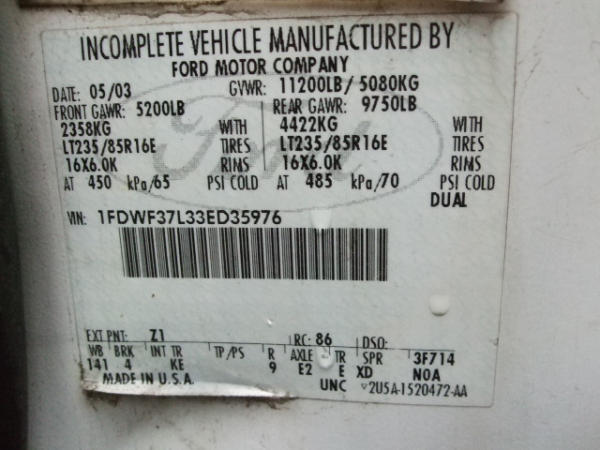 INCOMPLETE VEHICLE MANUFACTURED BY
FORD MOTOR COMPANY
DATE: 05/03 GVWR: 11200LB/ 5080KG
FRONT GAWR: 5200LB REAR GAWR: 9750LB
2358KG WITH 4422KG WITH
LT235/85R16E TIRES LT235/85R16E TIRES
16X6.0K RIMS 16X6.0K RIMS
AT 450 kPa/65 PSI COLD AT 485 kPa/70 PSI COLD
DUAL
Ford
VIN: 1FDWF37L33ED35976
EXT PNT: Z1 RC: 86 DSO:
WB BRK INT TR TP/PS R AXLE TR SPR 3F714
141 4 KE 9 E2 E XD N0A
MADE IN U.S.A. UNC 2U5A-1520472-AA